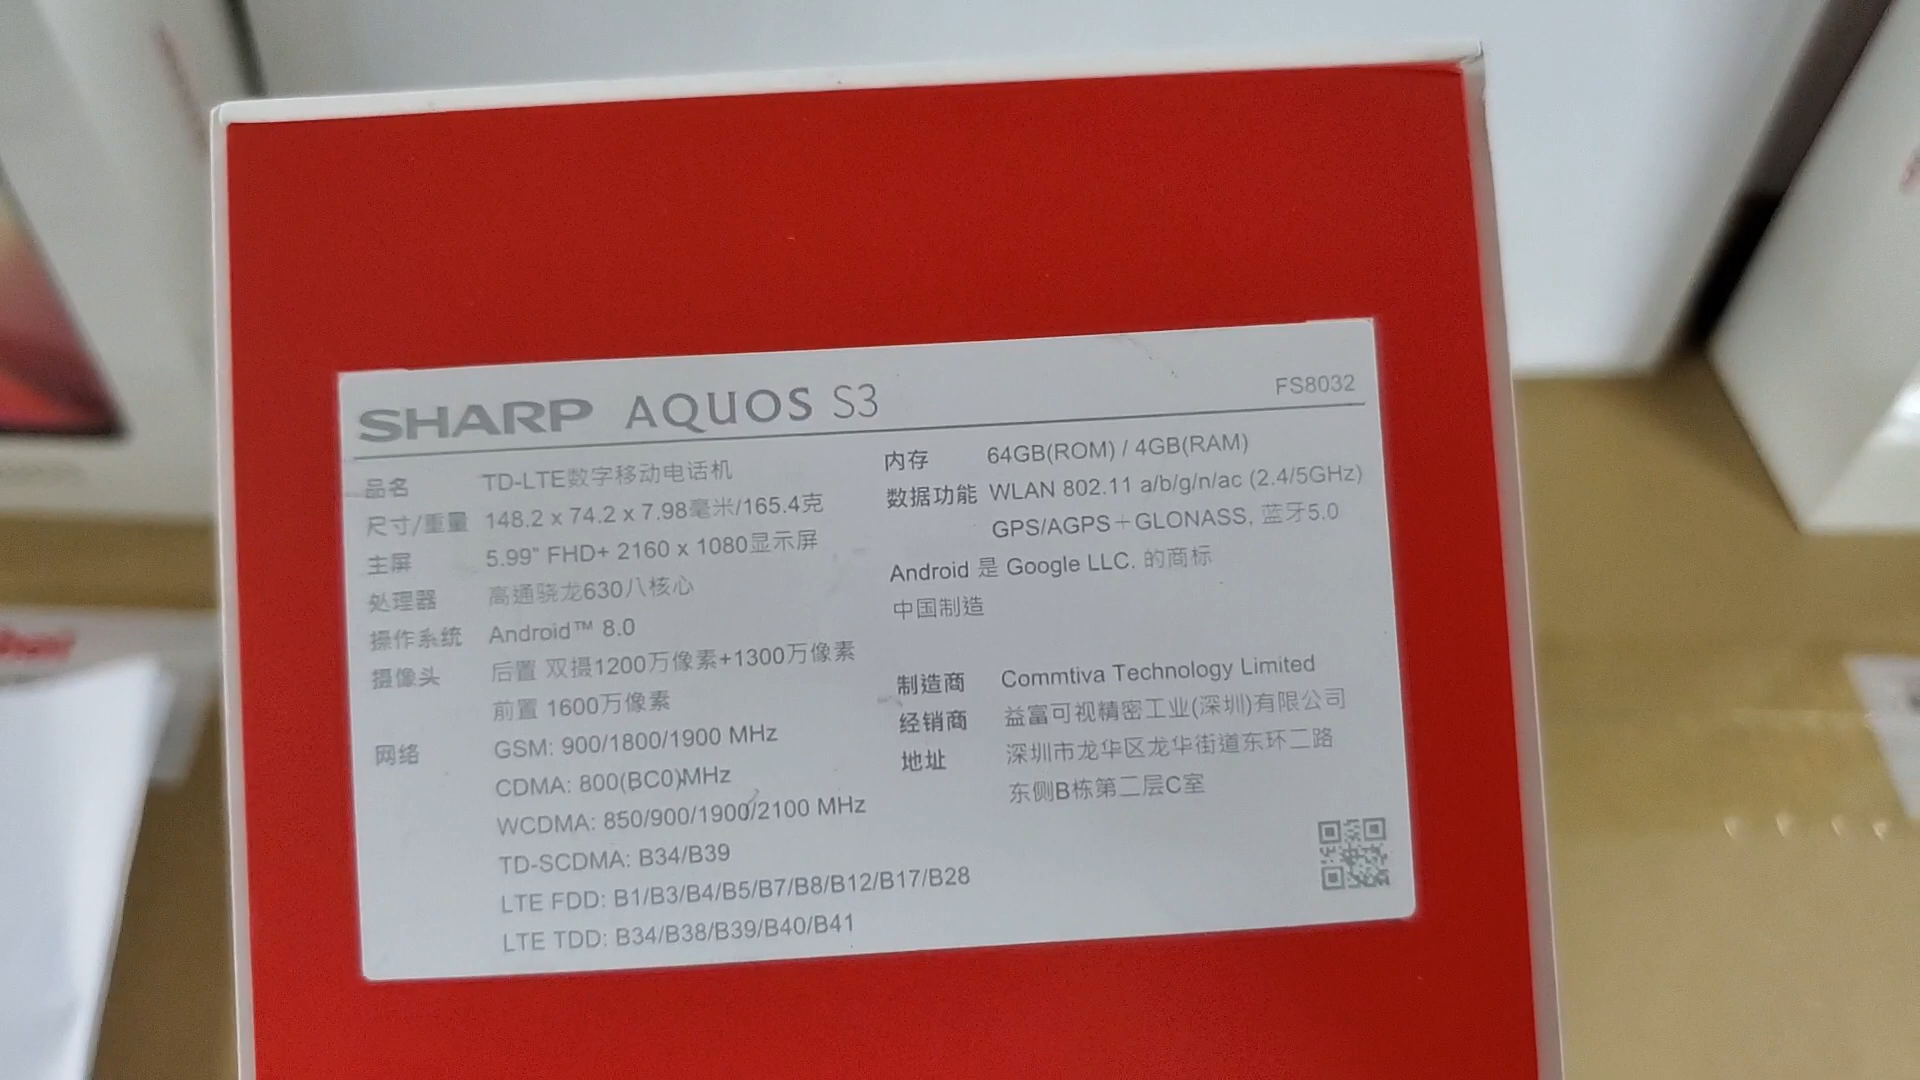 SHARP AQUOS S3
FS8032
品名 TD-LTE数字移动电话机
尺寸/重量 148.2 x 74.2 x 7.98毫米/165.4克
主屏 5.99" FHD+ 2160 x 1080显示屏
处理器 高通骁龙630八核心
操作系统 Android™ 8.0
摄像头 后置 双摄1200万像素+1300万像素
前置 1600万像素
网络 GSM: 900/1800/1900 MHz
CDMA: 800(BC0)MHz
WCDMA: 850/900/1900/2100 MHz
TD-SCDMA: B34/B39
LTE FDD: B1/B3/B4/B5/B7/B8/B12/B17/B28
LTE TDD: B34/B38/B39/B40/B41
内存 64GB(ROM) / 4GB(RAM)
数据功能 WLAN 802.11 a/b/g/n/ac (2.4/5GHz)
GPS/AGPS+GLONASS, 蓝牙5.0
Android 是 Google LLC. 的商标
中国制造
制造商 Commtiva Technology Limited
经销商 益富可视精密工业(深圳)有限公司
地址 深圳市龙华区龙华街道东环二路
东侧B栋第二层C室